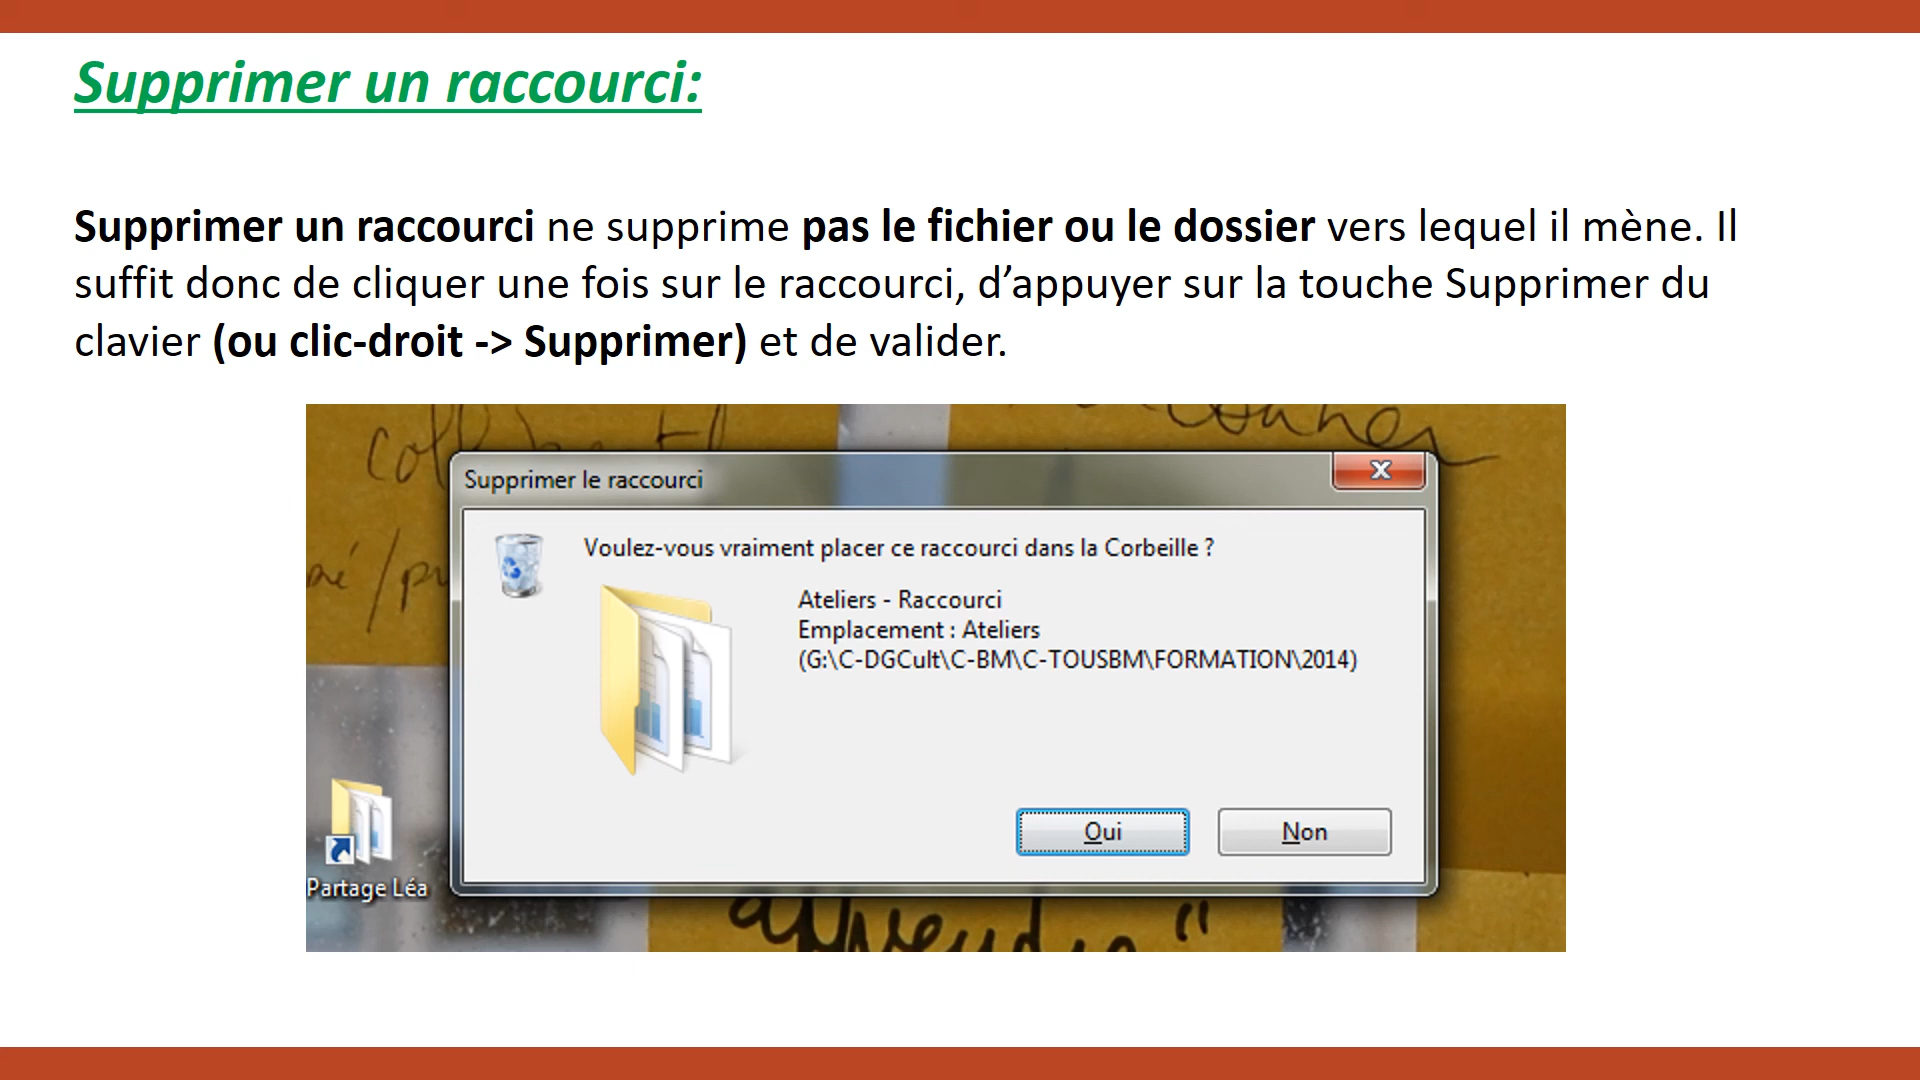 Supprimer un raccourci:
Supprimer un raccourci ne supprime pas le fichier ou le dossier vers lequel il mène. Il
suffit donc de cliquer une fois sur le raccourci, d’appuyer sur la touche Supprimer du
clavier (ou clic-droit -> Supprimer) et de valider.
Supprimer le raccourci
Voulez-vous vraiment placer ce raccourci dans la Corbeille ?
Ateliers - Raccourci
Emplacement : Ateliers
(G:\C-DGCult\C-BM\C-TOUSBM\FORMATION\2014)
Oui
Non
Partage Léa